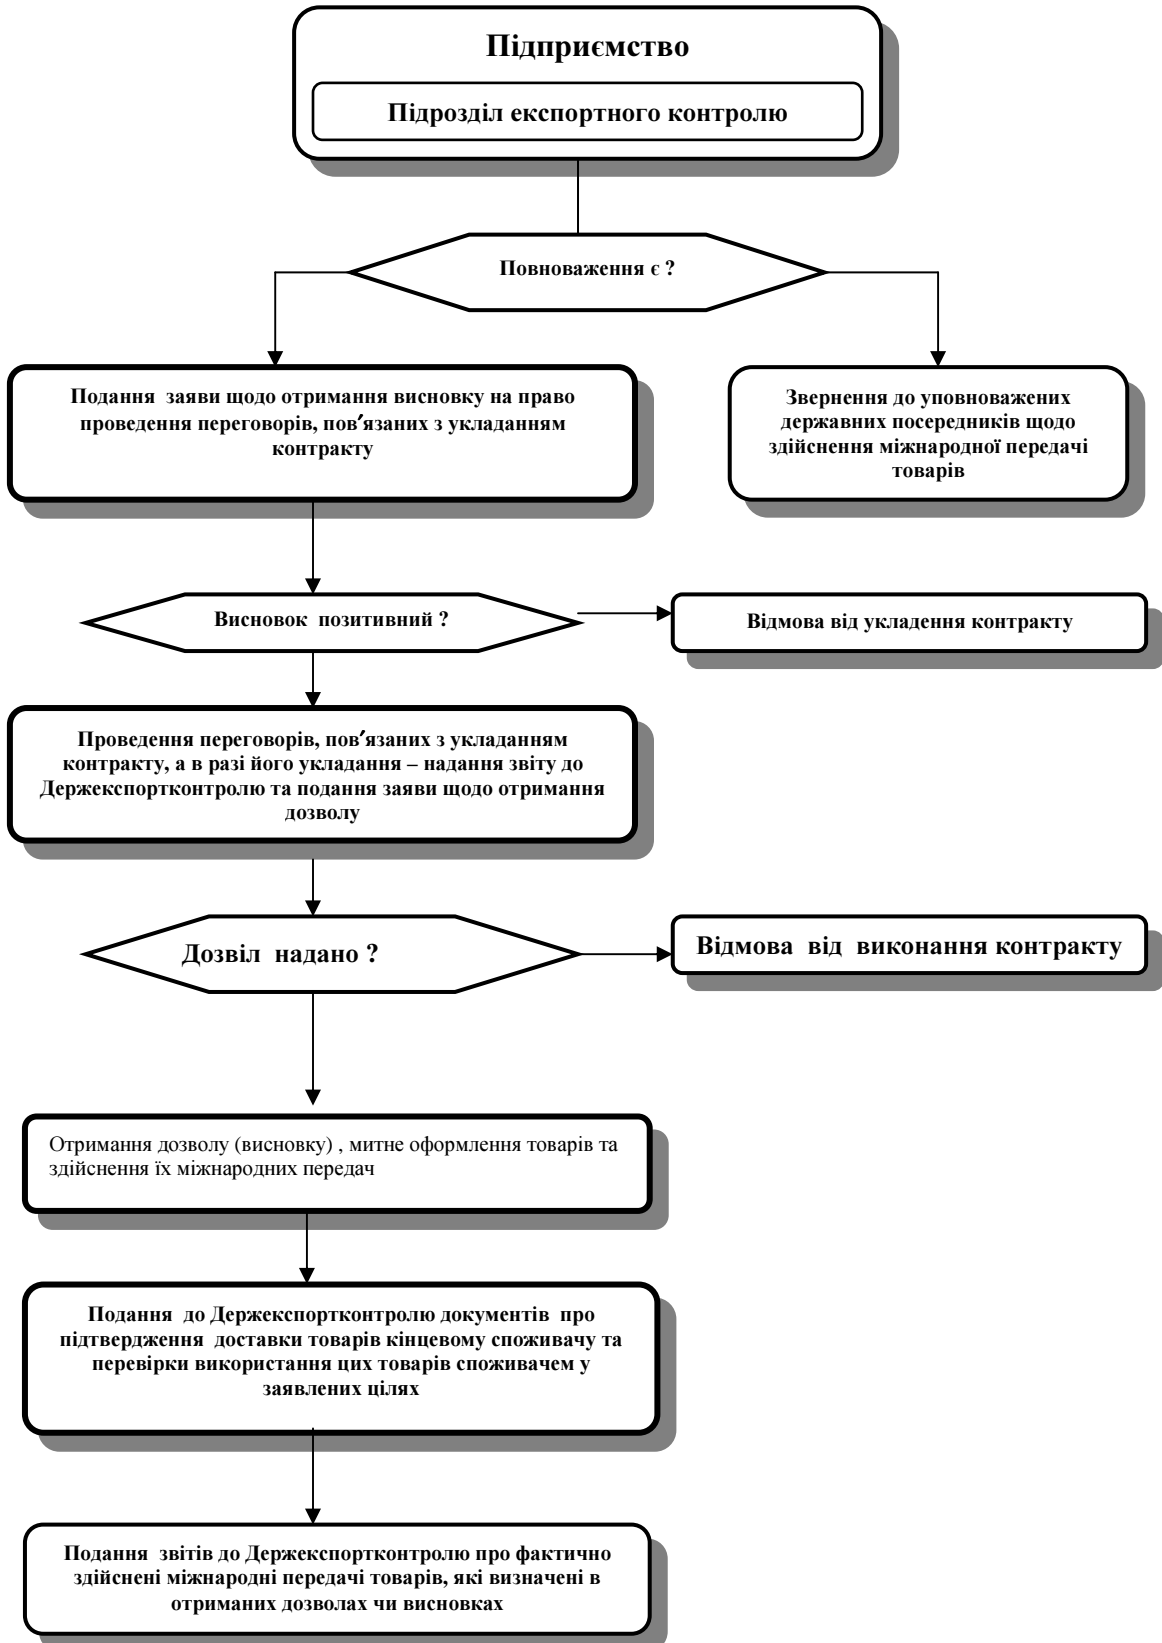 Підприємство
Підрозділ експортного контролю
Повноваження є ?
Подання заяви щодо отримання висновку на право
проведення переговорів, пов′язаних з укладанням
контракту
Звернення до уповноважених
державних посередників щодо
здійснення міжнародної передачі
товарів
Висновок позитивний ?
Відмова від укладення контракту
Проведення переговорів, пов′язаних з укладанням
контракту, а в разі його укладання – надання звіту до
Держекспортконтролю та подання заяви щодо отримання
дозволу
Дозвіл надано ?
Відмова від виконання контракту
Отримання дозволу (висновку) , митне оформлення товарів та
здійснення їх міжнародних передач
Подання до Держекспортконтролю документів про
підтвердження доставки товарів кінцевому споживачу та
перевірки використання цих товарів споживачем у
заявлених цілях
Подання звітів до Держекспортконтролю про фактично
здійснені міжнародні передачі товарів, які визначені в
отриманих дозволах чи висновках